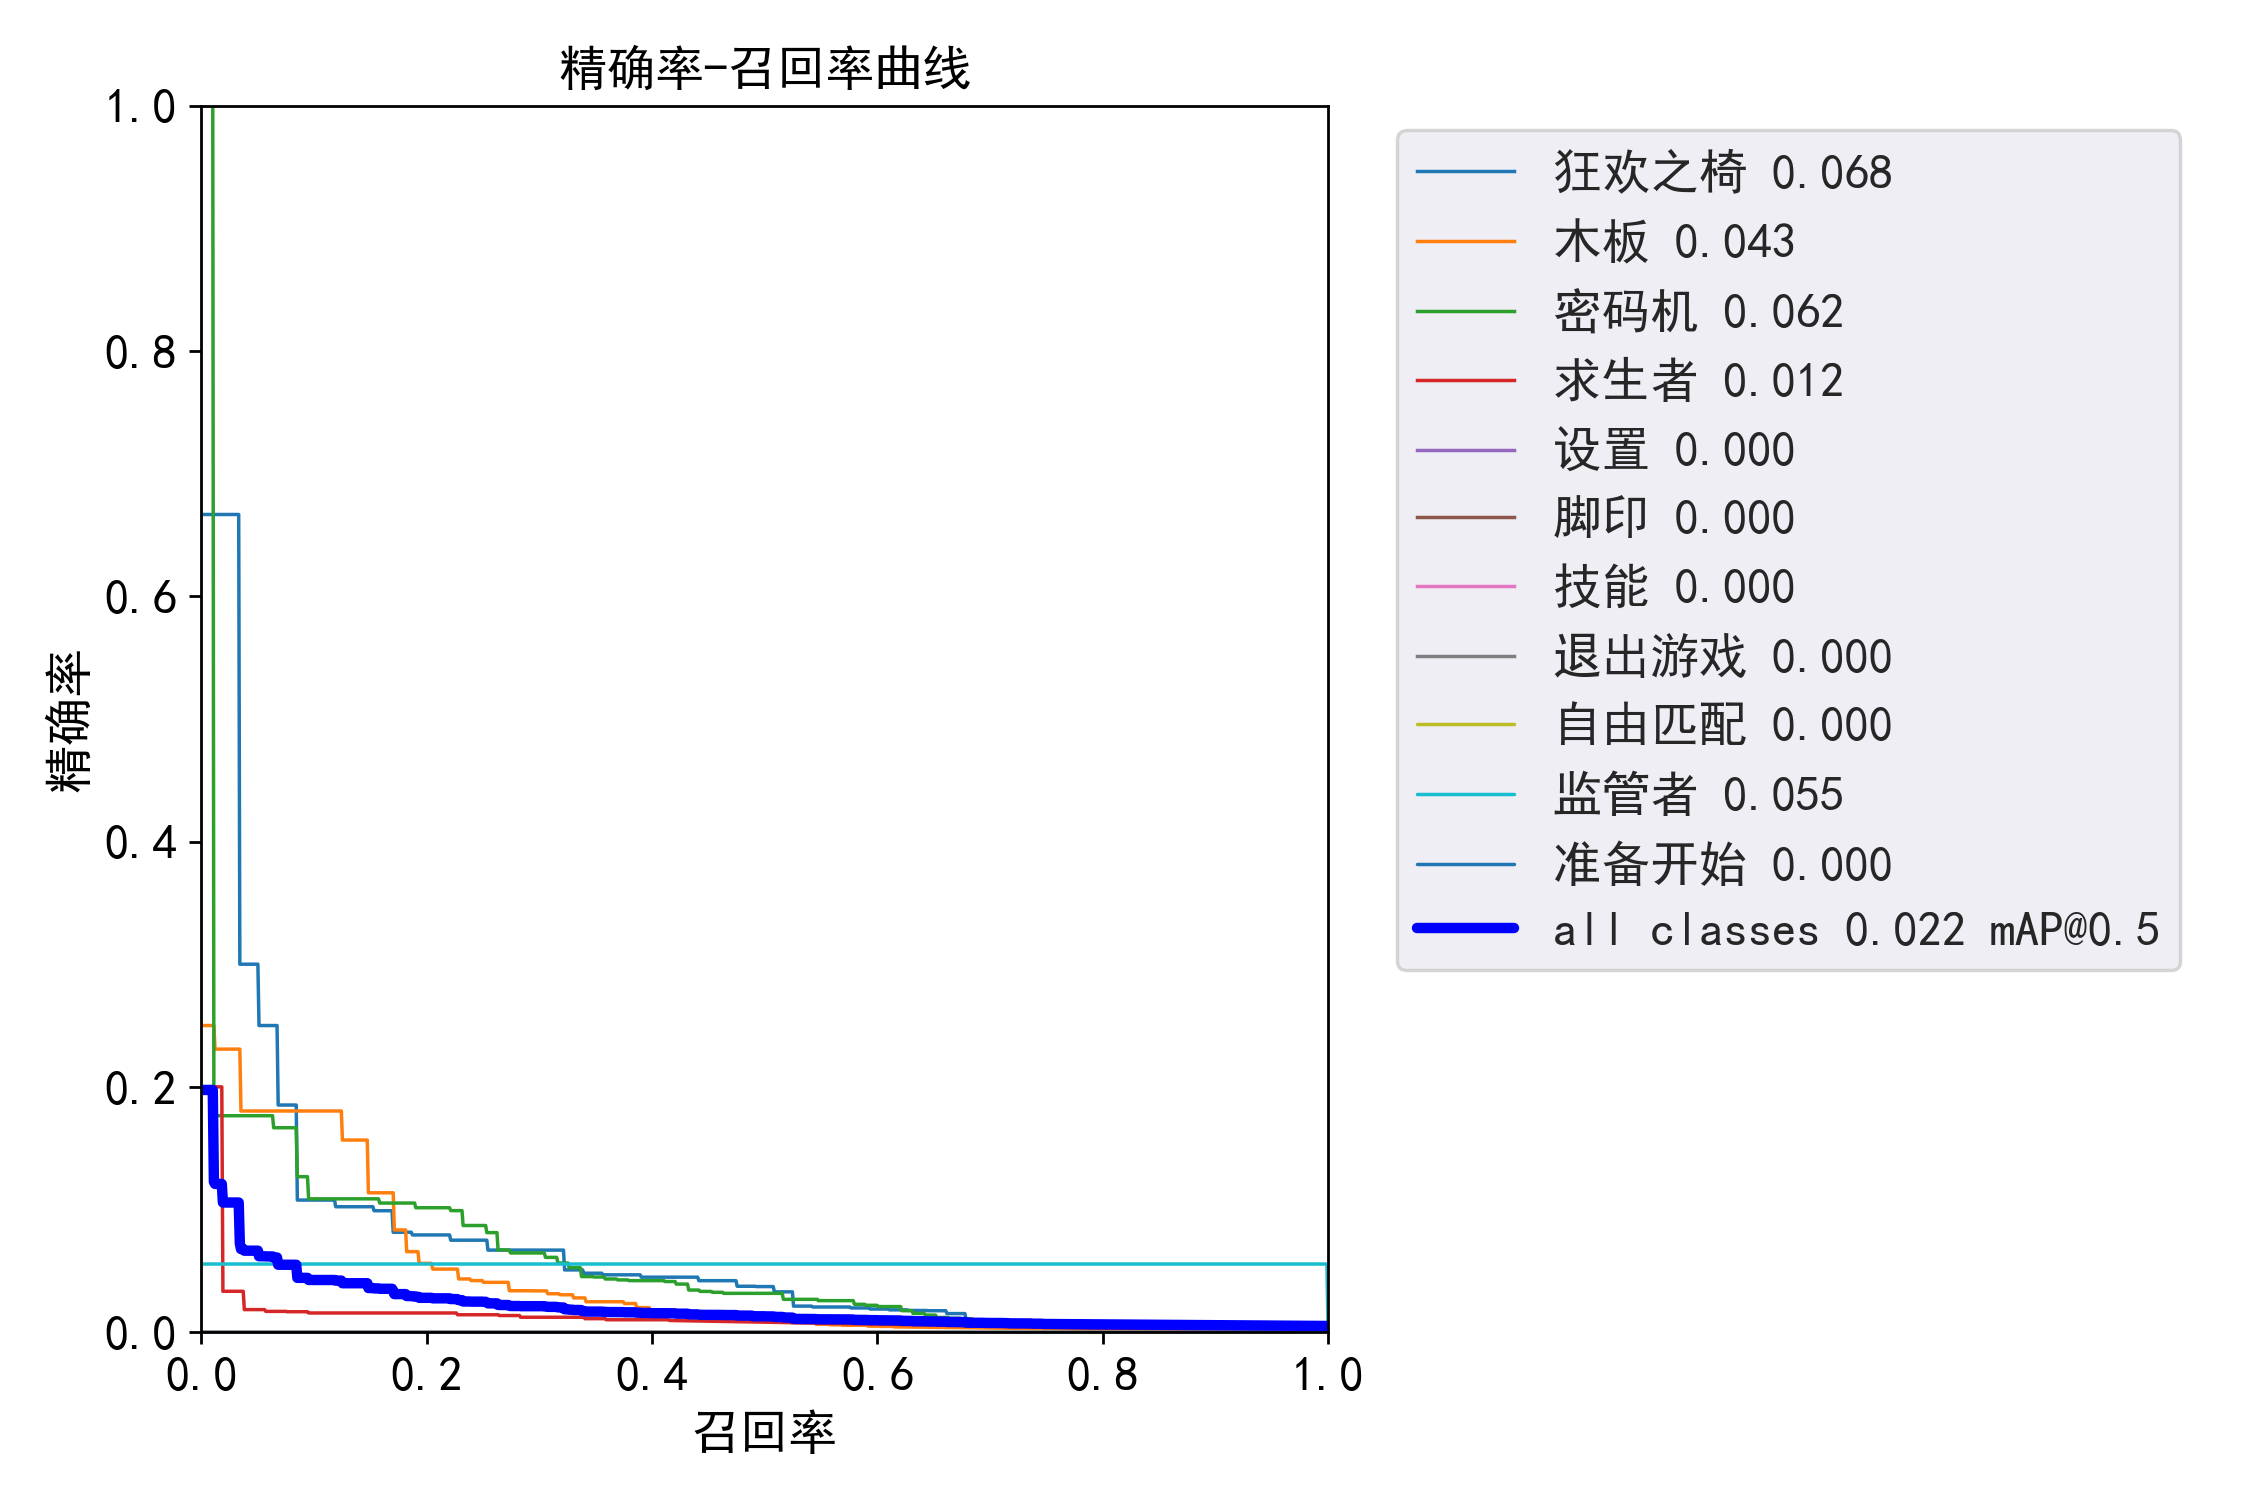 精确率-召回率曲线
1.0
0.8
0.6
0.4
0.2
0.0
精确率
0.0 0.2 0.4 0.6 0.8 1.0
召回率
狂欢之椅 0.068
木板 0.043
密码机 0.062
求生者 0.012
设置 0.000
脚印 0.000
技能 0.000
退出游戏 0.000
自由匹配 0.000
监管者 0.055
准备开始 0.000
all classes 0.022 mAP@0.5